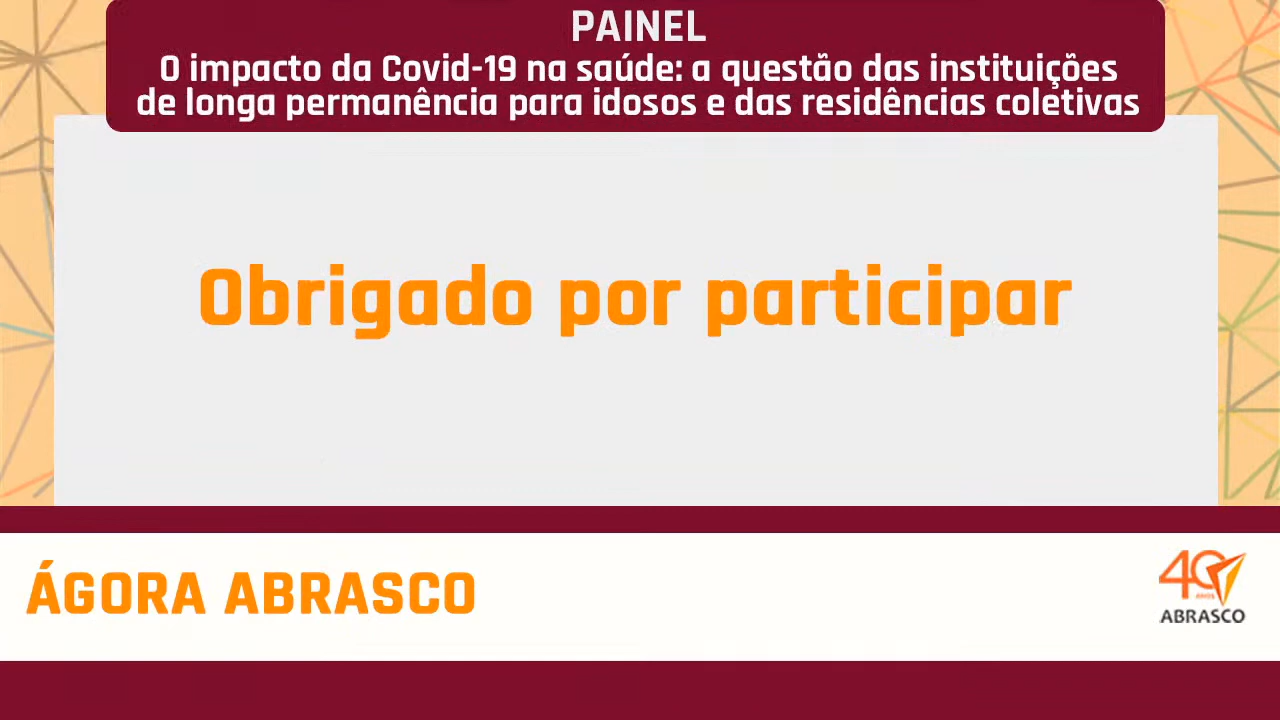 PAINEL
O impacto da Covid-19 na saúde: a questão das instituições
de longa permanência para idosos e das residências coletivas
Obrigado por participar
ÁGORA ABRASCO
40
ANOS
ABRASCO